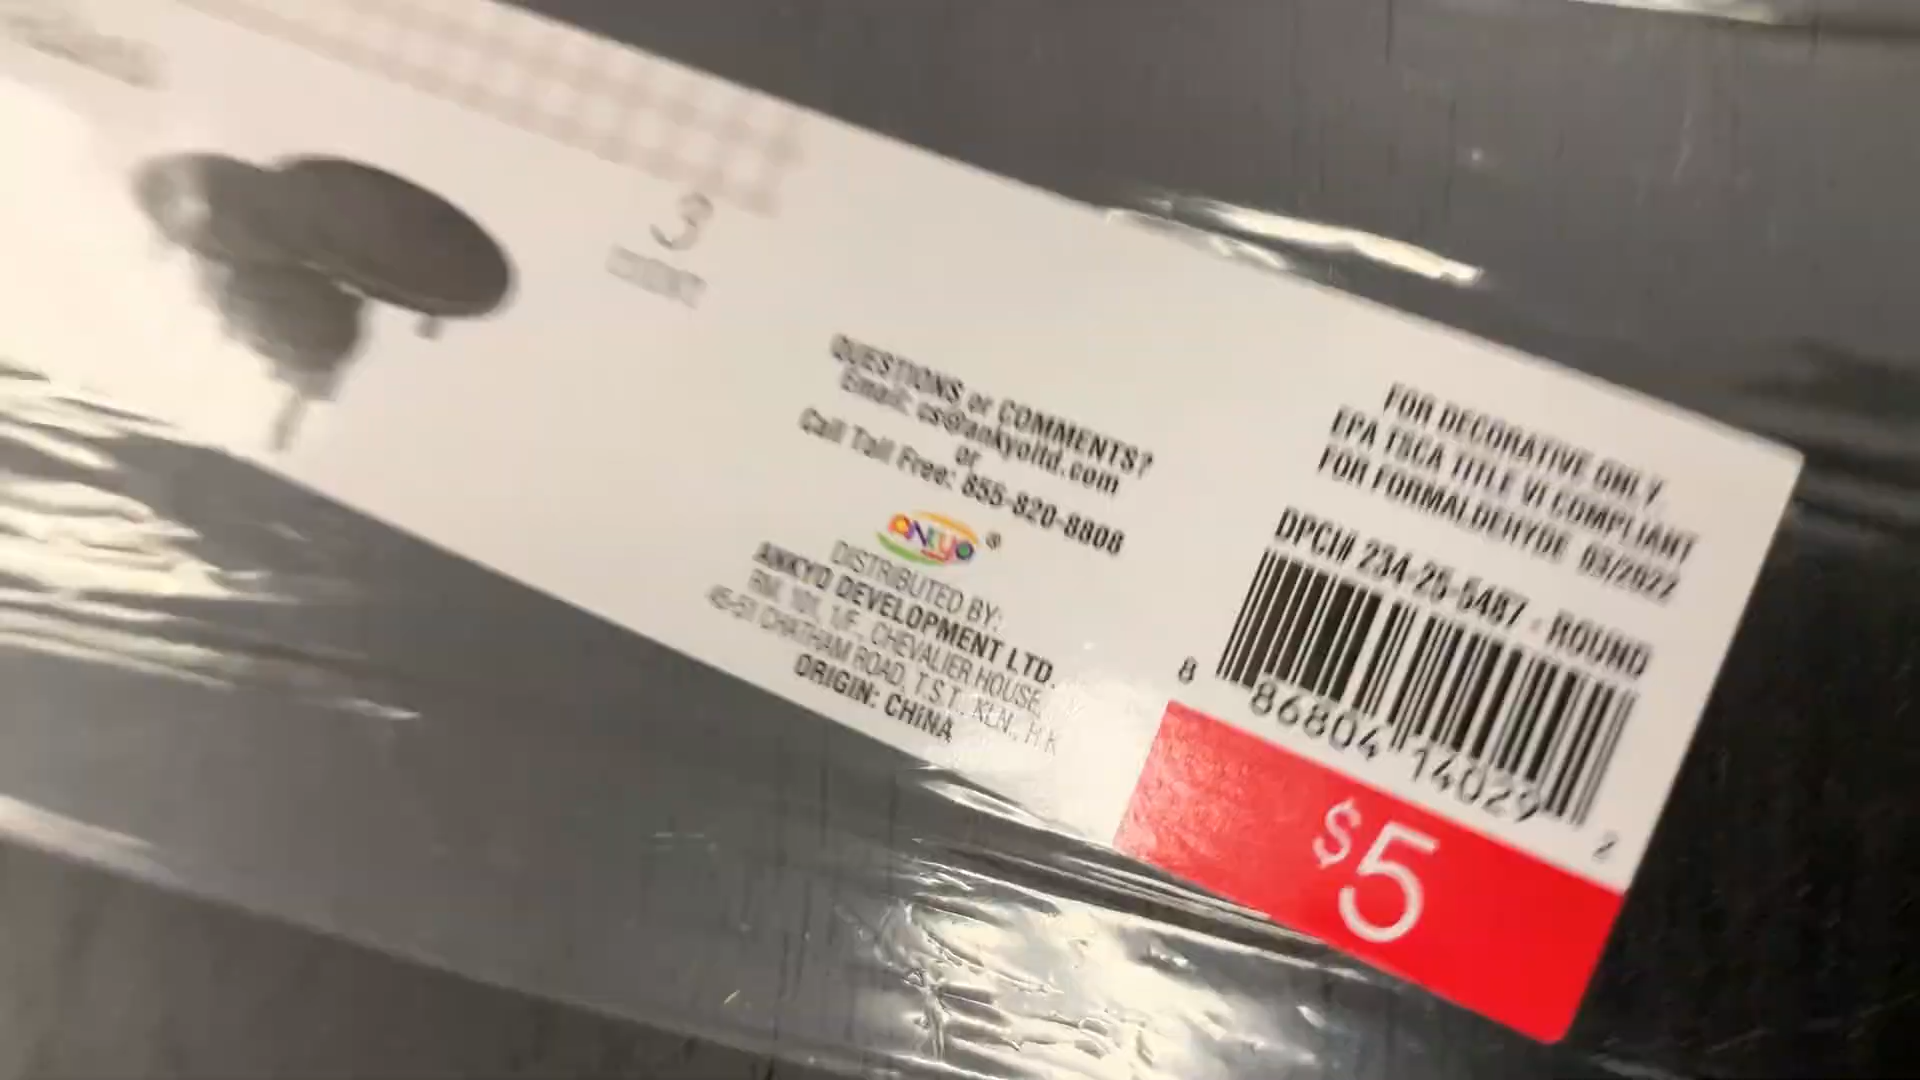 3
COUNT
QUESTIONS or COMMENTS?
Email: cs@ankyoltd.com
or
Call Toll Free: 855-820-8808
ANKYO®
DISTRIBUTED BY:
ANKYO DEVELOPMENT LTD.
RM. 101, 1/F., CHEVALIER HOUSE,
45-51 CHATHAM ROAD, T.S.T., KLN., H.K
ORIGIN: CHINA
FOR DECORATIVE ONLY
EPA TSCA TITLE VI COMPLIANT
FOR FORMALDEHYDE 03/2022
DPCI# 234-25-5487 - ROUND
8 86804 14029 2
$5